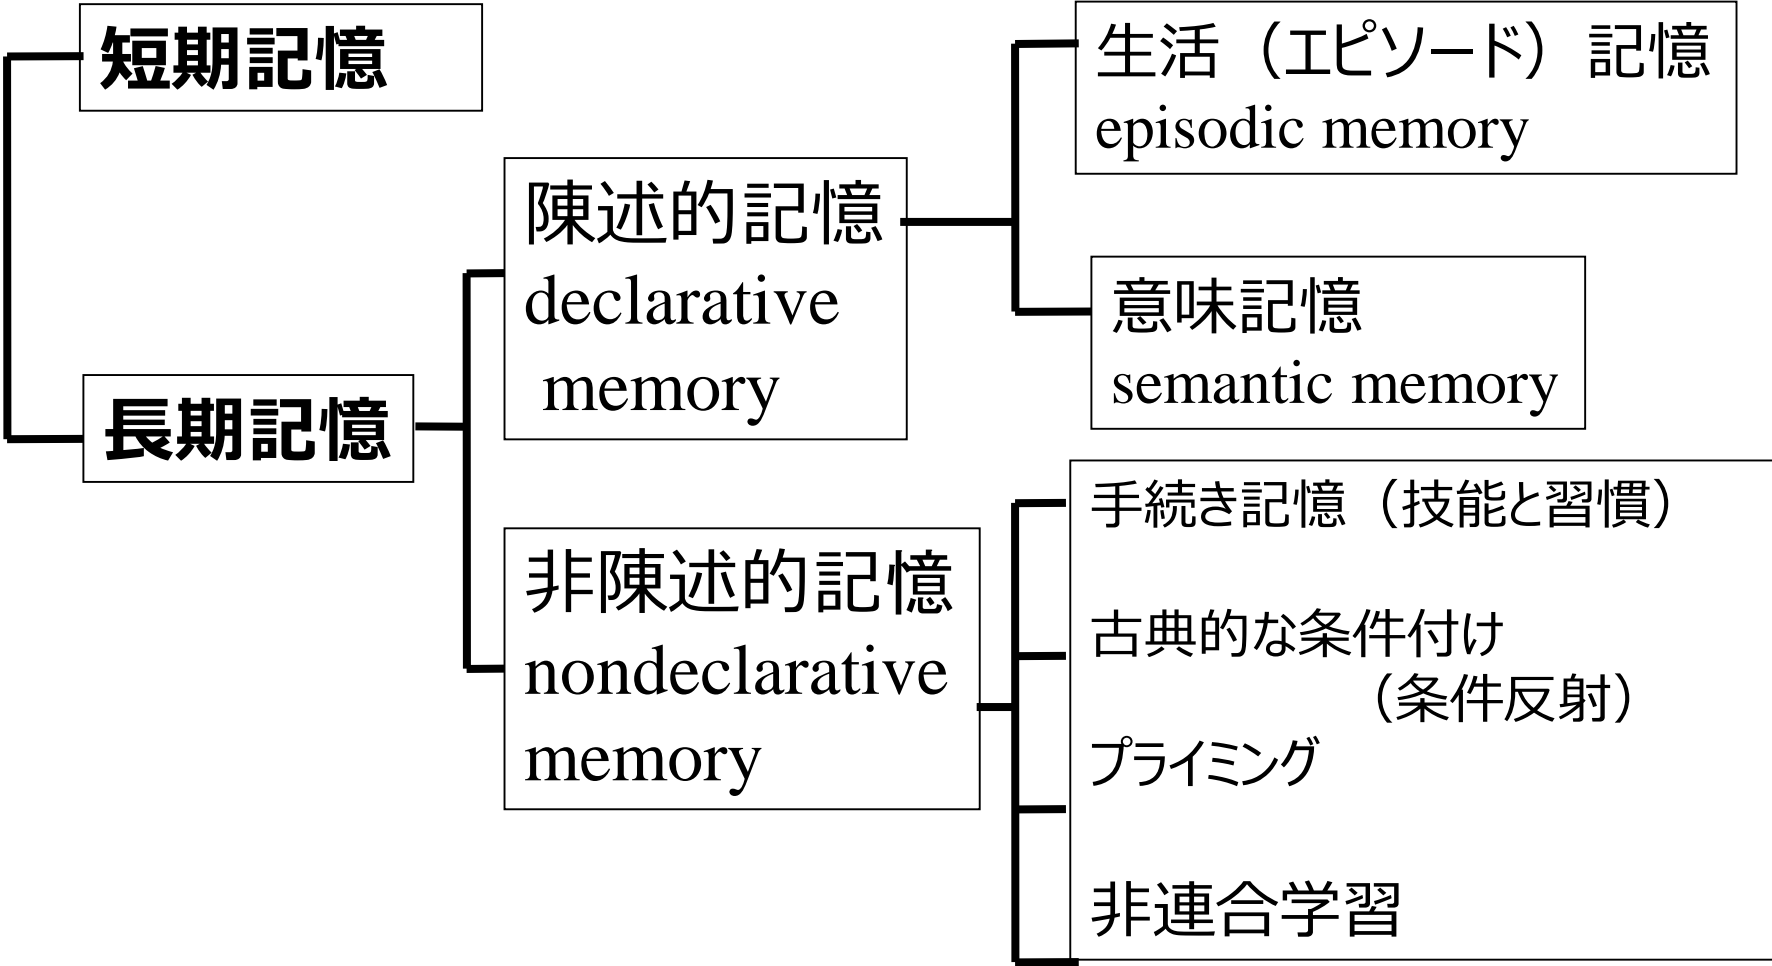 短期記憶
長期記憶
陳述的記憶
declarative
memory
非陳述的記憶
nondeclarative
memory
生活（エピソード）記憶
episodic memory
意味記憶
semantic memory
手続き記憶（技能と習慣）
古典的な条件付け
（条件反射）
プライミング
非連合学習